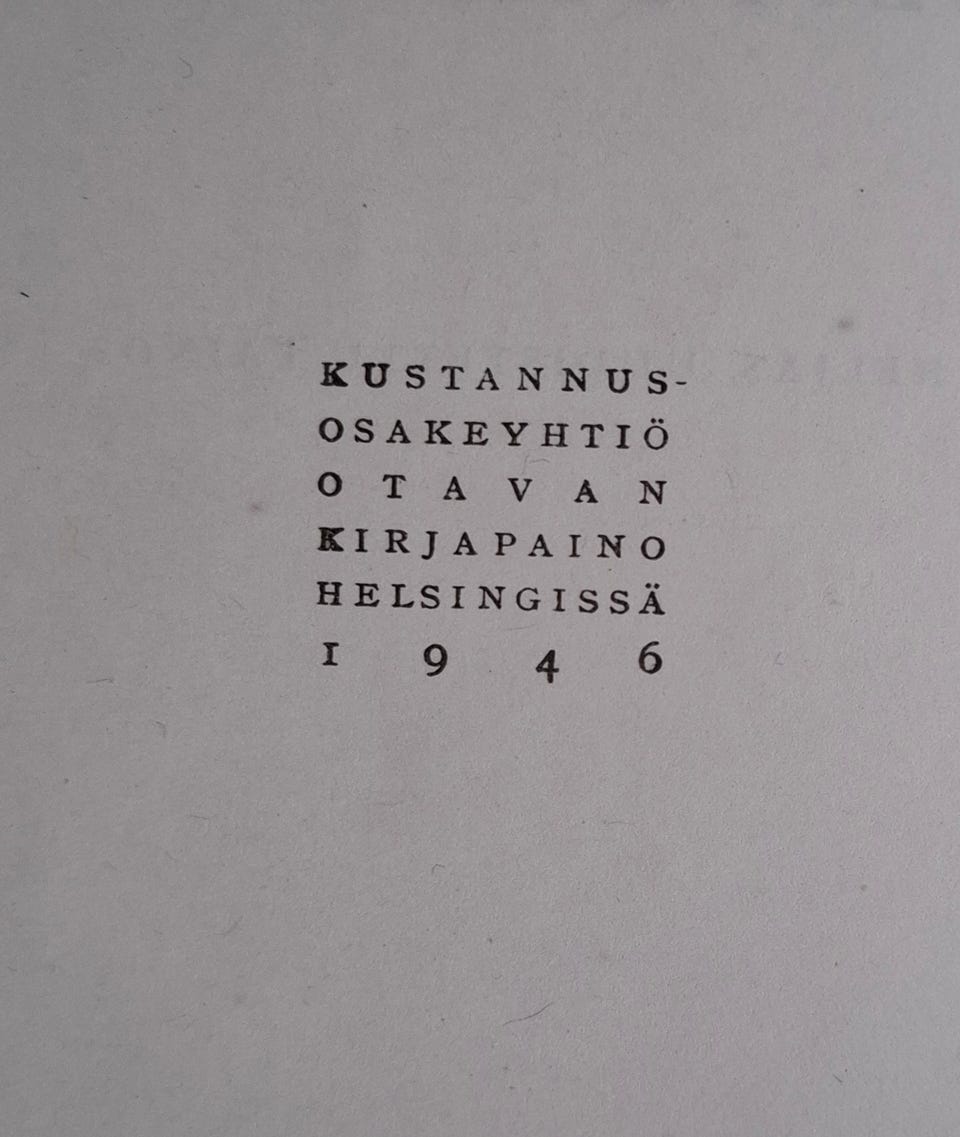 KUSTANNUS-
OSAKEYHTIÖ
OTAVAN
KIRJAPAINO
HELSINGISSÄ
1946